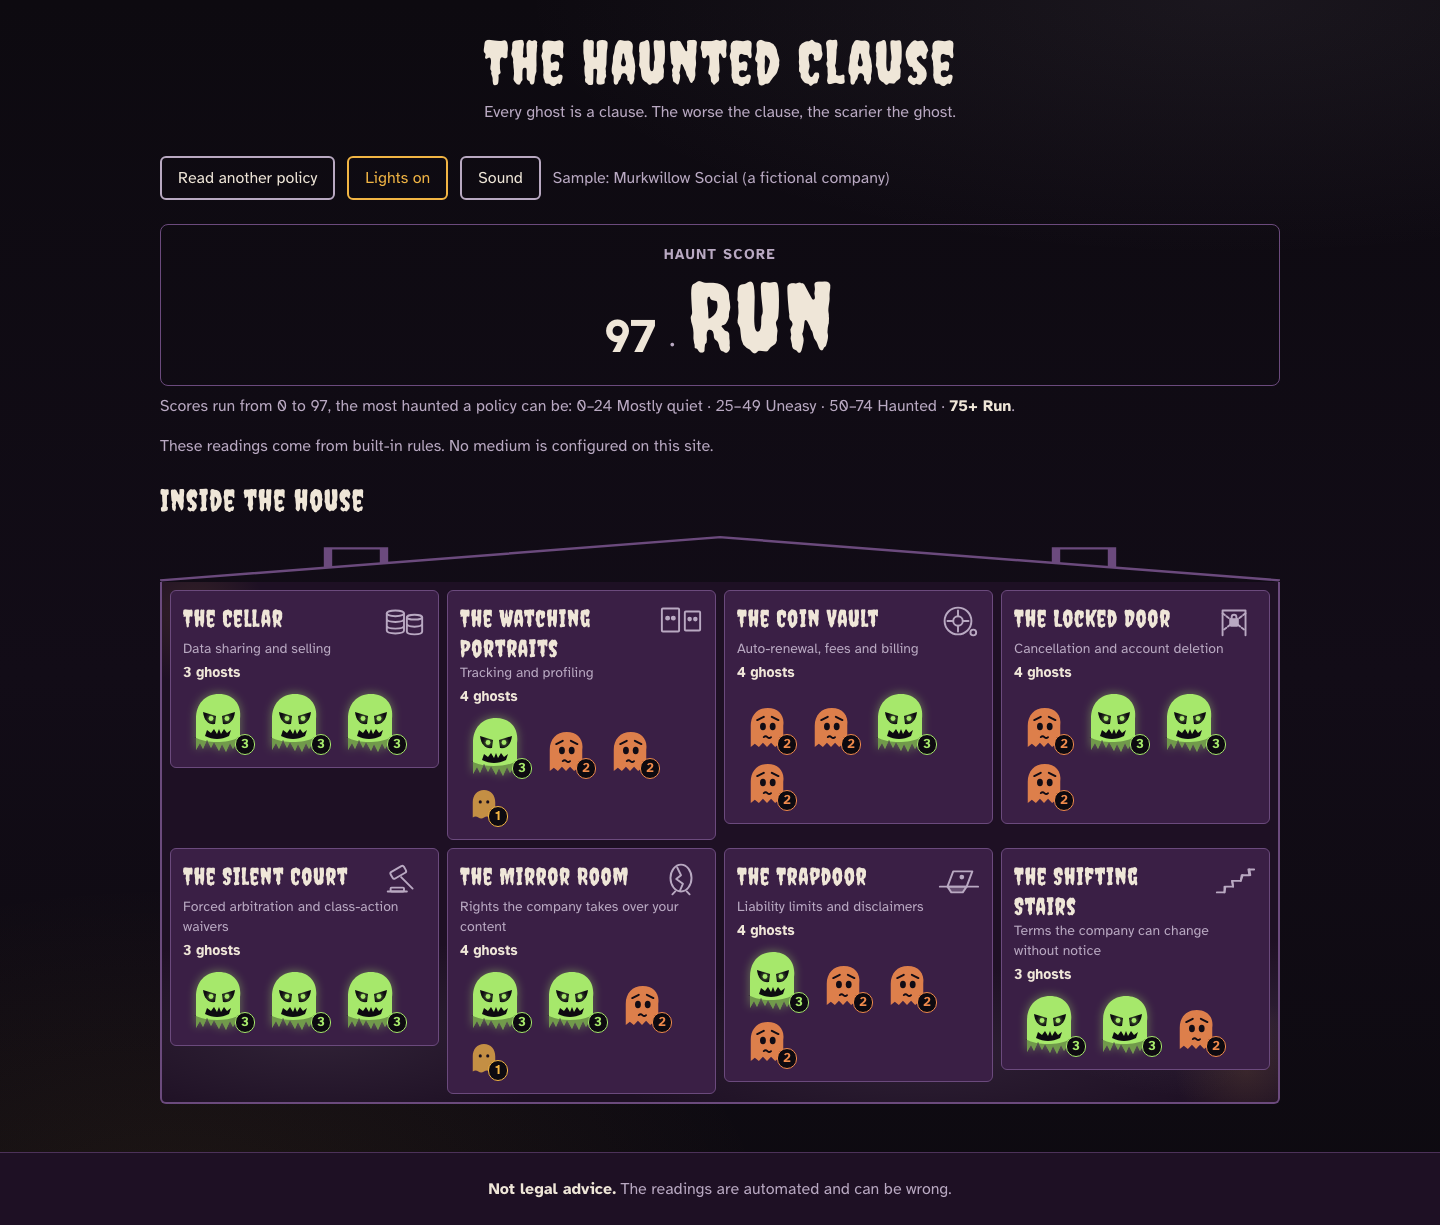 THE HAUNTED CLAUSE
Every ghost is a clause. The worse the clause, the scarier the ghost.
Read another policy
Lights on
Sound
Sample: Murkwillow Social (a fictional company)
HAUNT SCORE
97 · RUN
Scores run from 0 to 97, the most haunted a policy can be: 0–24 Mostly quiet · 25–49 Uneasy · 50–74 Haunted · 75+ Run.
These readings come from built-in rules. No medium is configured on this site.
INSIDE THE HOUSE
THE CELLAR
Data sharing and selling
3 ghosts
3 3 3
THE WATCHING
PORTRAITS
Tracking and profiling
4 ghosts
3 2 2
1
THE COIN VAULT
Auto-renewal, fees and billing
4 ghosts
2 2 3
2
THE LOCKED DOOR
Cancellation and account deletion
4 ghosts
2 3 3
2
THE SILENT COURT
Forced arbitration and class-action
waivers
3 ghosts
3 3 3
THE MIRROR ROOM
Rights the company takes over your
content
4 ghosts
3 3 2
1
THE TRAPDOOR
Liability limits and disclaimers
4 ghosts
3 2 2
2
THE SHIFTING
STAIRS
Terms the company can change
without notice
3 ghosts
3 3 2
Not legal advice. The readings are automated and can be wrong.